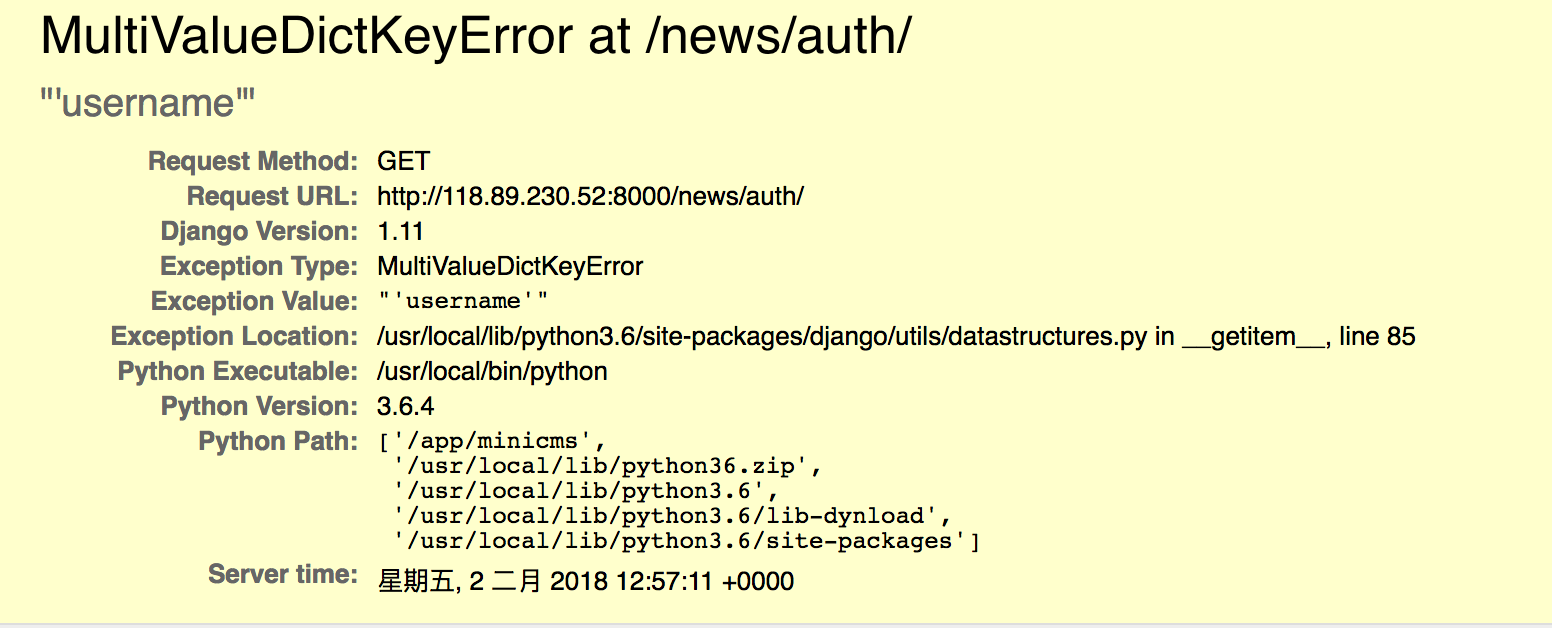 MultiValueDictKeyError at /news/auth/
"'username'"
Request Method: GET
Request URL: http://118.89.230.52:8000/news/auth/
Django Version: 1.11
Exception Type: MultiValueDictKeyError
Exception Value: "'username'"
Exception Location: /usr/local/lib/python3.6/site-packages/django/utils/datastructures.py in __getitem__, line 85
Python Executable: /usr/local/bin/python
Python Version: 3.6.4
Python Path: ['/app/minicms',
'/usr/local/lib/python36.zip',
'/usr/local/lib/python3.6',
'/usr/local/lib/python3.6/lib-dynload',
'/usr/local/lib/python3.6/site-packages']
Server time: 星期五, 2 二月 2018 12:57:11 +0000